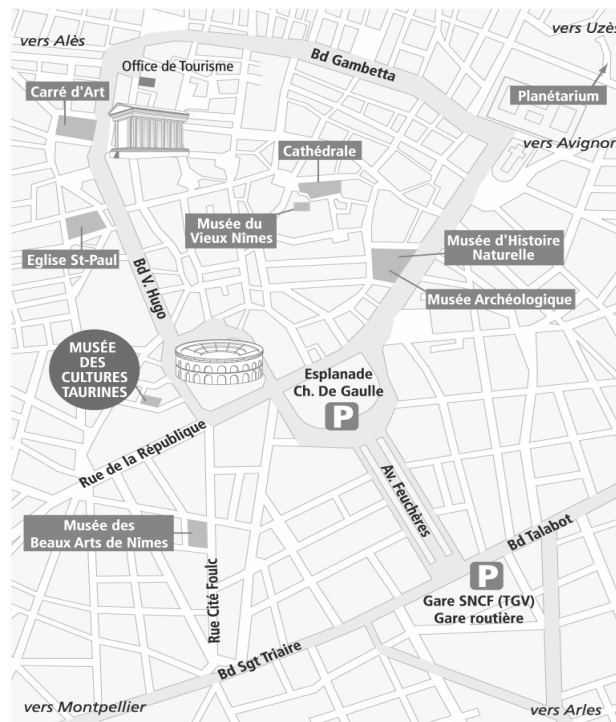 vers Uzès
vers Alès
Bd Gambetta
Office de Tourisme
Carré d'Art
Planétarium
vers Avignon
Cathédrale
Musée du
Vieux Nîmes
Musée d'Histoire
Naturelle
Eglise St-Paul
Bd V. Hugo
Musée Archéologique
MUSÉE
DES
CULTURES
TAURINES
Esplanade
Ch. De Gaulle
P
Rue de la République
Av. Feuchères
Musée des
Beaux Arts de Nîmes
Rue Cité Foulc
Bd Talabot
P
Gare SNCF (TGV)
Gare routière
Bd Sgt Triaire
vers Montpellier
vers Arles